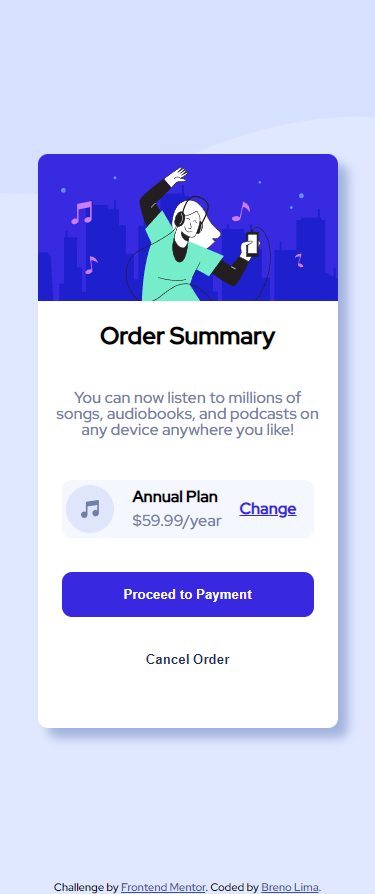 Order Summary
You can now listen to millions of
songs, audiobooks, and podcasts on
any device anywhere you like!
Annual Plan
$59.99/year
Change
Proceed to Payment
Cancel Order
Challenge by Frontend Mentor. Coded by Breno Lima.